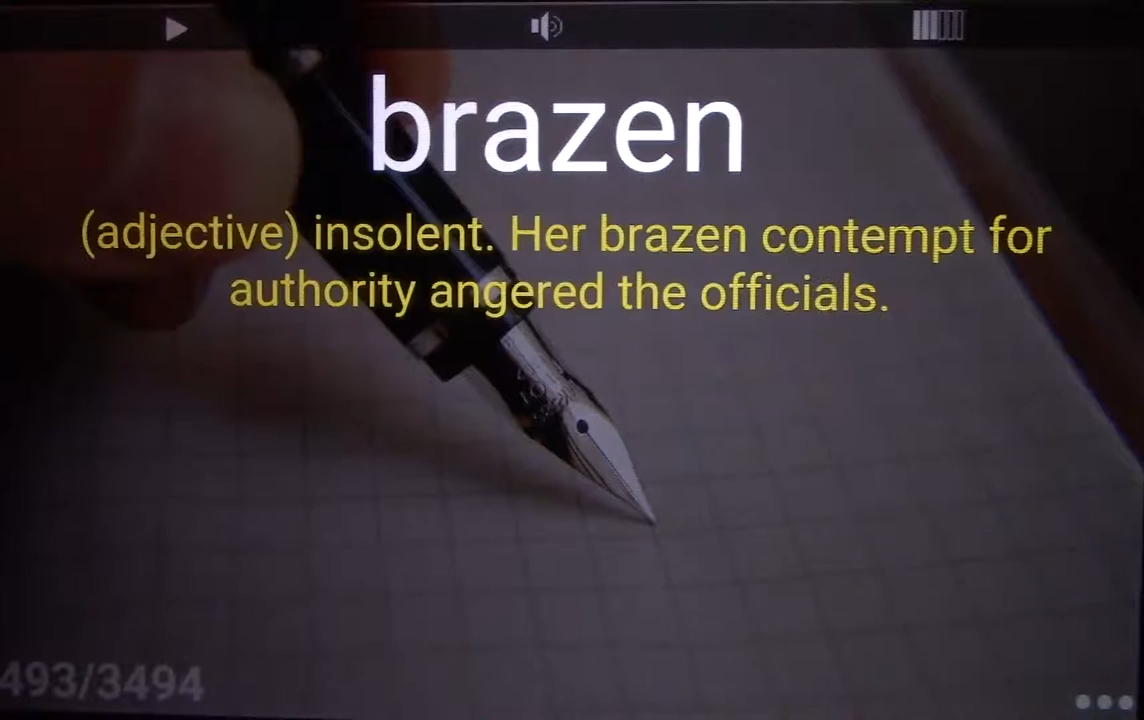 brazen
(adjective) insolent. Her brazen contempt for
authority angered the officials.
493/3494